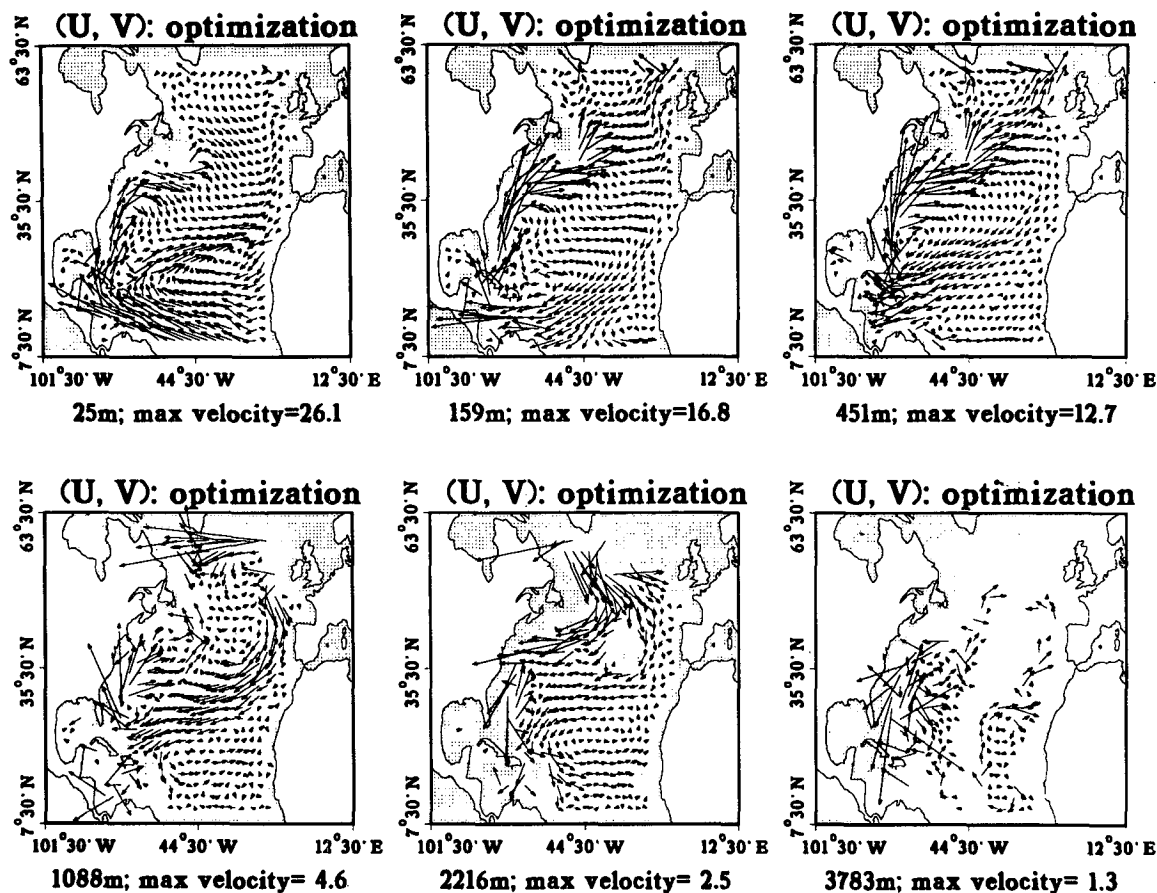 (U, V): optimization
(U, V): optimization
(U, V): optimization
63°30' N
35°30' N
7°30' N
101°30' W
44°30' W
12°30' E
63°30' N
35°30' N
7°30' N
101°30' W
44°30' W
12°30' E
63°30' N
35°30' N
7°30' N
101°30' W
44°30' W
12°30' E
25m; max velocity=26.1
159m; max velocity=16.8
451m; max velocity=12.7
(U, V): optimization
(U, V): optimization
(U, V): optimization
63°30' N
35°30' N
7°30' N
101°30' W
44°30' W
12°30' E
63°30' N
35°30' N
7°30' N
101°30' W
44°30' W
12°30' E
63°30' N
35°30' N
7°30' N
101°30' W
44°30' W
12°30' E
1088m; max velocity= 4.6
2216m; max velocity= 2.5
3783m; max velocity= 1.3